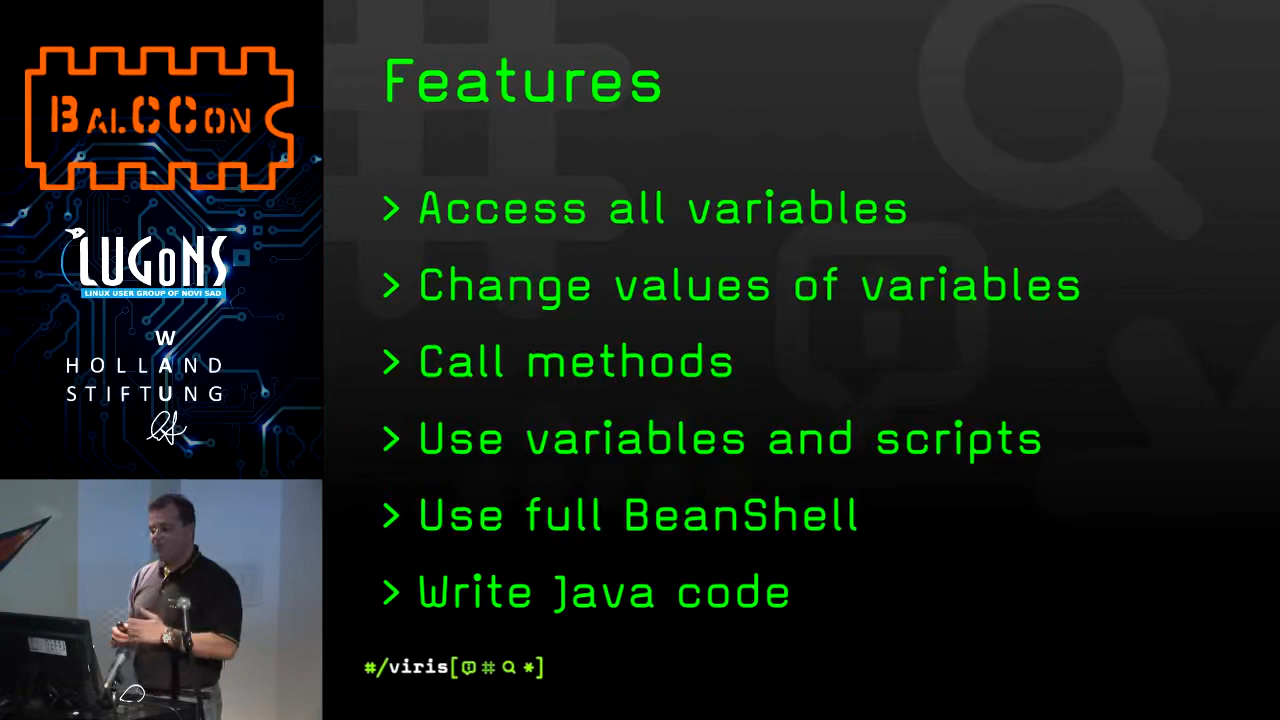 BalCCon
LUGoNS
LINUX USER GROUP OF NOVI SAD
WAU
HOLLAND
STIFTUNG
Features
> Access all variables
> Change values of variables
> Call methods
> Use variables and scripts
> Use full BeanShell
> Write Java code
#/viris[# *]